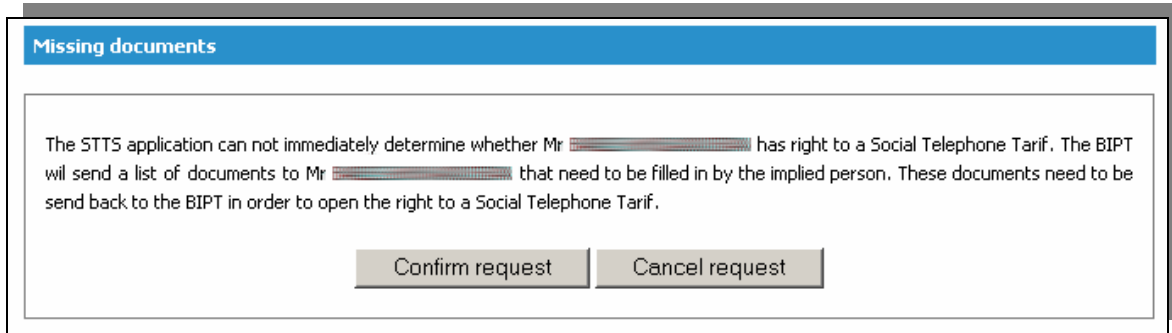 Missing documents
The STTS application can not immediately determine whether Mr has right to a Social Telephone Tarif. The BIPT
wil send a list of documents to Mr that need to be filled in by the implied person. These documents need to be
send back to the BIPT in order to open the right to a Social Telephone Tarif.
Confirm request Cancel request